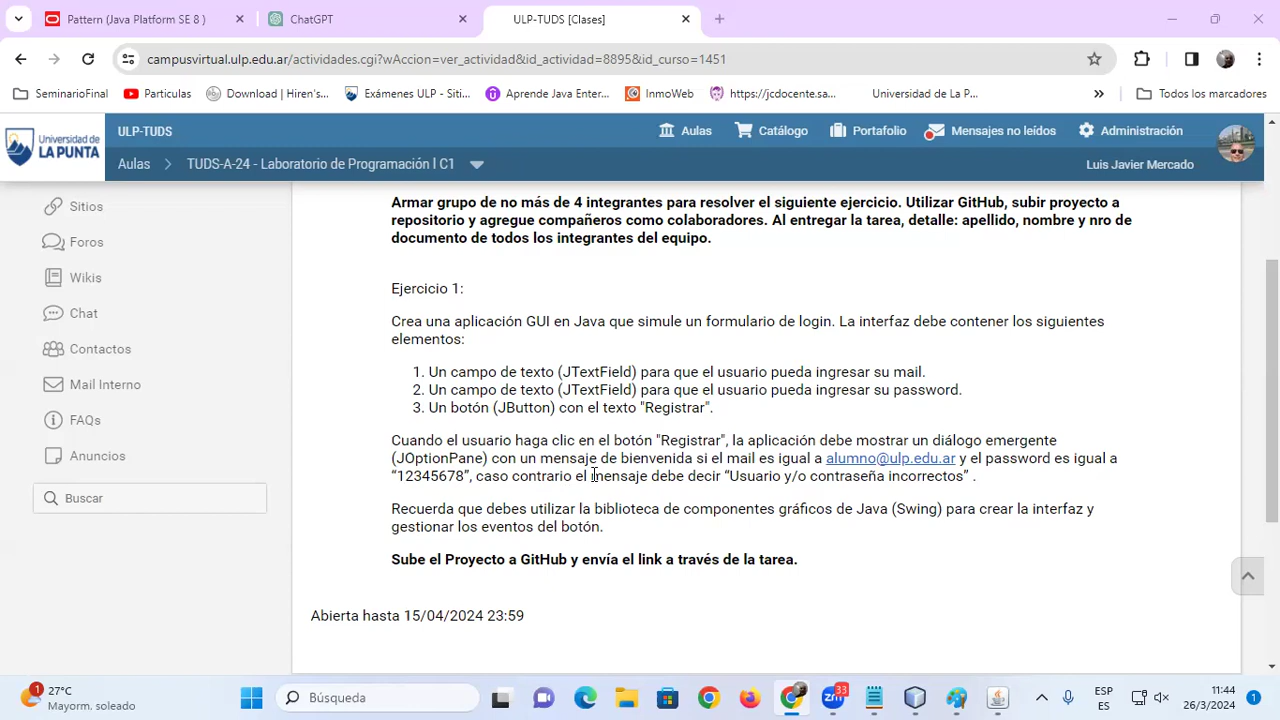 Pattern (Java Platform SE 8 )
ChatGPT
ULP-TUDS [Clases]
campusvirtual.ulp.edu.ar/actividades.cgi?wAccion=ver_actividad&id_actividad=8895&id_curso=1451
SeminarioFinal
Particulas
Download | Hiren's...
Exámenes ULP - Siti...
Aprende Java Enter...
InmoWeb
https://jcdocente.sa...
Universidad de La P...
»
Todos los marcadores
Universidad de
LA PUNTA
ULP-TUDS
Aulas
Catálogo
Portafolio
Mensajes no leídos
Administración
Aulas
TUDS-A-24 - Laboratorio de Programación I C1
Luis Javier Mercado
Sitios
Foros
Wikis
Chat
Contactos
Mail Interno
FAQs
Anuncios
Buscar
Armar grupo de no más de 4 integrantes para resolver el siguiente ejercicio. Utilizar GitHub, subir proyecto a
repositorio y agregue compañeros como colaboradores. Al entregar la tarea, detalle: apellido, nombre y nro de
documento de todos los integrantes del equipo.
Ejercicio 1:
Crea una aplicación GUI en Java que simule un formulario de login. La interfaz debe contener los siguientes
elementos:
1. Un campo de texto (JTextField) para que el usuario pueda ingresar su mail.
2. Un campo de texto (JTextField) para que el usuario pueda ingresar su password.
3. Un botón (JButton) con el texto "Registrar".
Cuando el usuario haga clic en el botón "Registrar", la aplicación debe mostrar un diálogo emergente
(JOptionPane) con un mensaje de bienvenida si el mail es igual a alumno@ulp.edu.ar y el password es igual a
“12345678”, caso contrario el mensaje debe decir “Usuario y/o contraseña incorrectos” .
Recuerda que debes utilizar la biblioteca de componentes gráficos de Java (Swing) para crear la interfaz y
gestionar los eventos del botón.
Sube el Proyecto a GitHub y envía el link a través de la tarea.
Abierta hasta 15/04/2024 23:59
1
27°C
Mayorm. soleado
Búsqueda
33
ESP
ES
11:44
26/3/2024
1